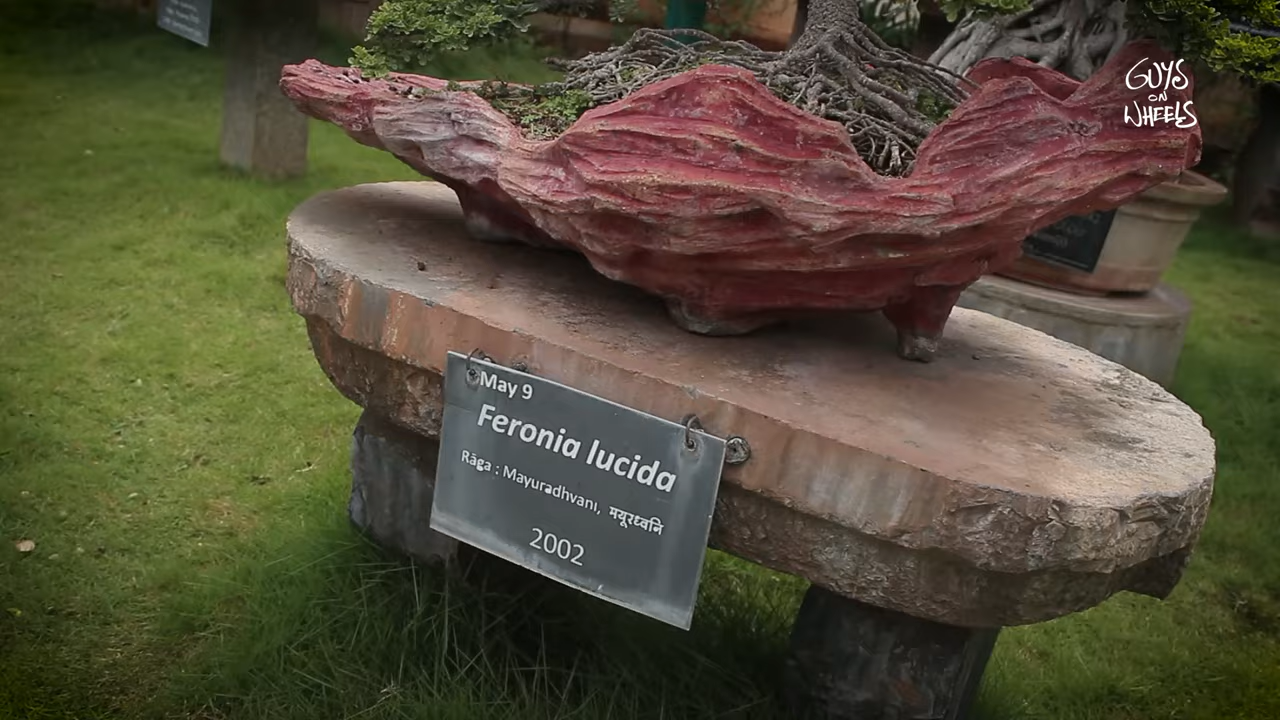 GUYS
ON
WHEELS
May 9
Feronia lucida
Rāga : Mayuradhvani, मयूरध्वनि
2002